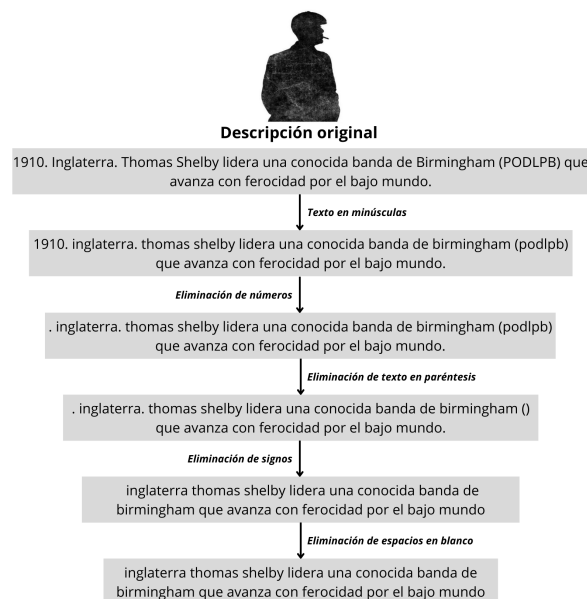 Descripción original
1910. Inglaterra. Thomas Shelby lidera una conocida banda de Birmingham (PODLPB) que
avanza con ferocidad por el bajo mundo.
Texto en minúsculas
1910. inglaterra. thomas shelby lidera una conocida banda de birmingham (podlpb)
que avanza con ferocidad por el bajo mundo.
Eliminación de números
. inglaterra. thomas shelby lidera una conocida banda de birmingham (podlpb)
que avanza con ferocidad por el bajo mundo.
Eliminación de texto en paréntesis
. inglaterra. thomas shelby lidera una conocida banda de birmingham ()
que avanza con ferocidad por el bajo mundo.
Eliminación de signos
inglaterra thomas shelby lidera una conocida banda de
birmingham que avanza con ferocidad por el bajo mundo
Eliminación de espacios en blanco
inglaterra thomas shelby lidera una conocida banda de
birmingham que avanza con ferocidad por el bajo mundo